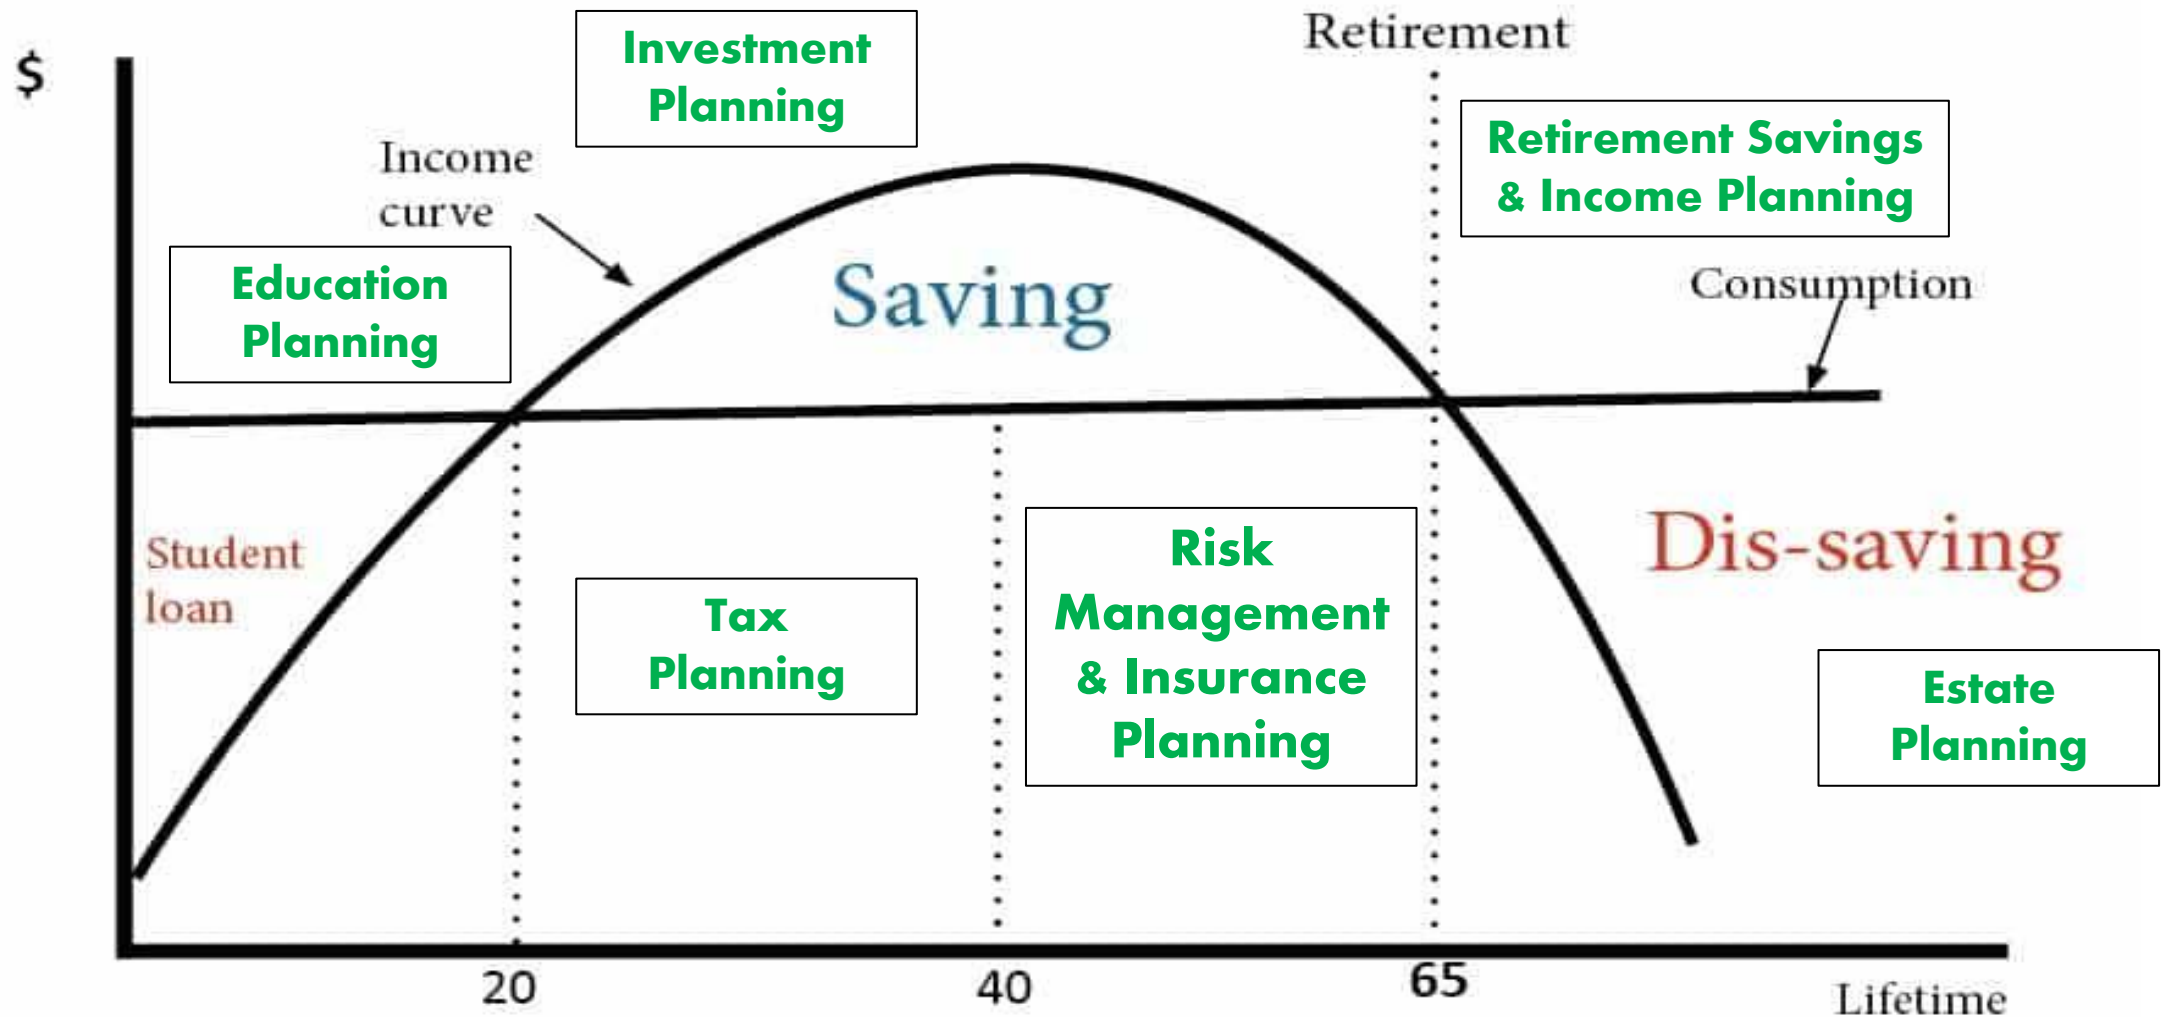 $
Investment
Planning
Retirement
Income
curve
Retirement Savings
& Income Planning
Education
Planning
Saving
Consumption
Student
loan
Tax
Planning
Risk
Management
& Insurance
Planning
Dis-saving
Estate
Planning
20
40
65
Lifetime